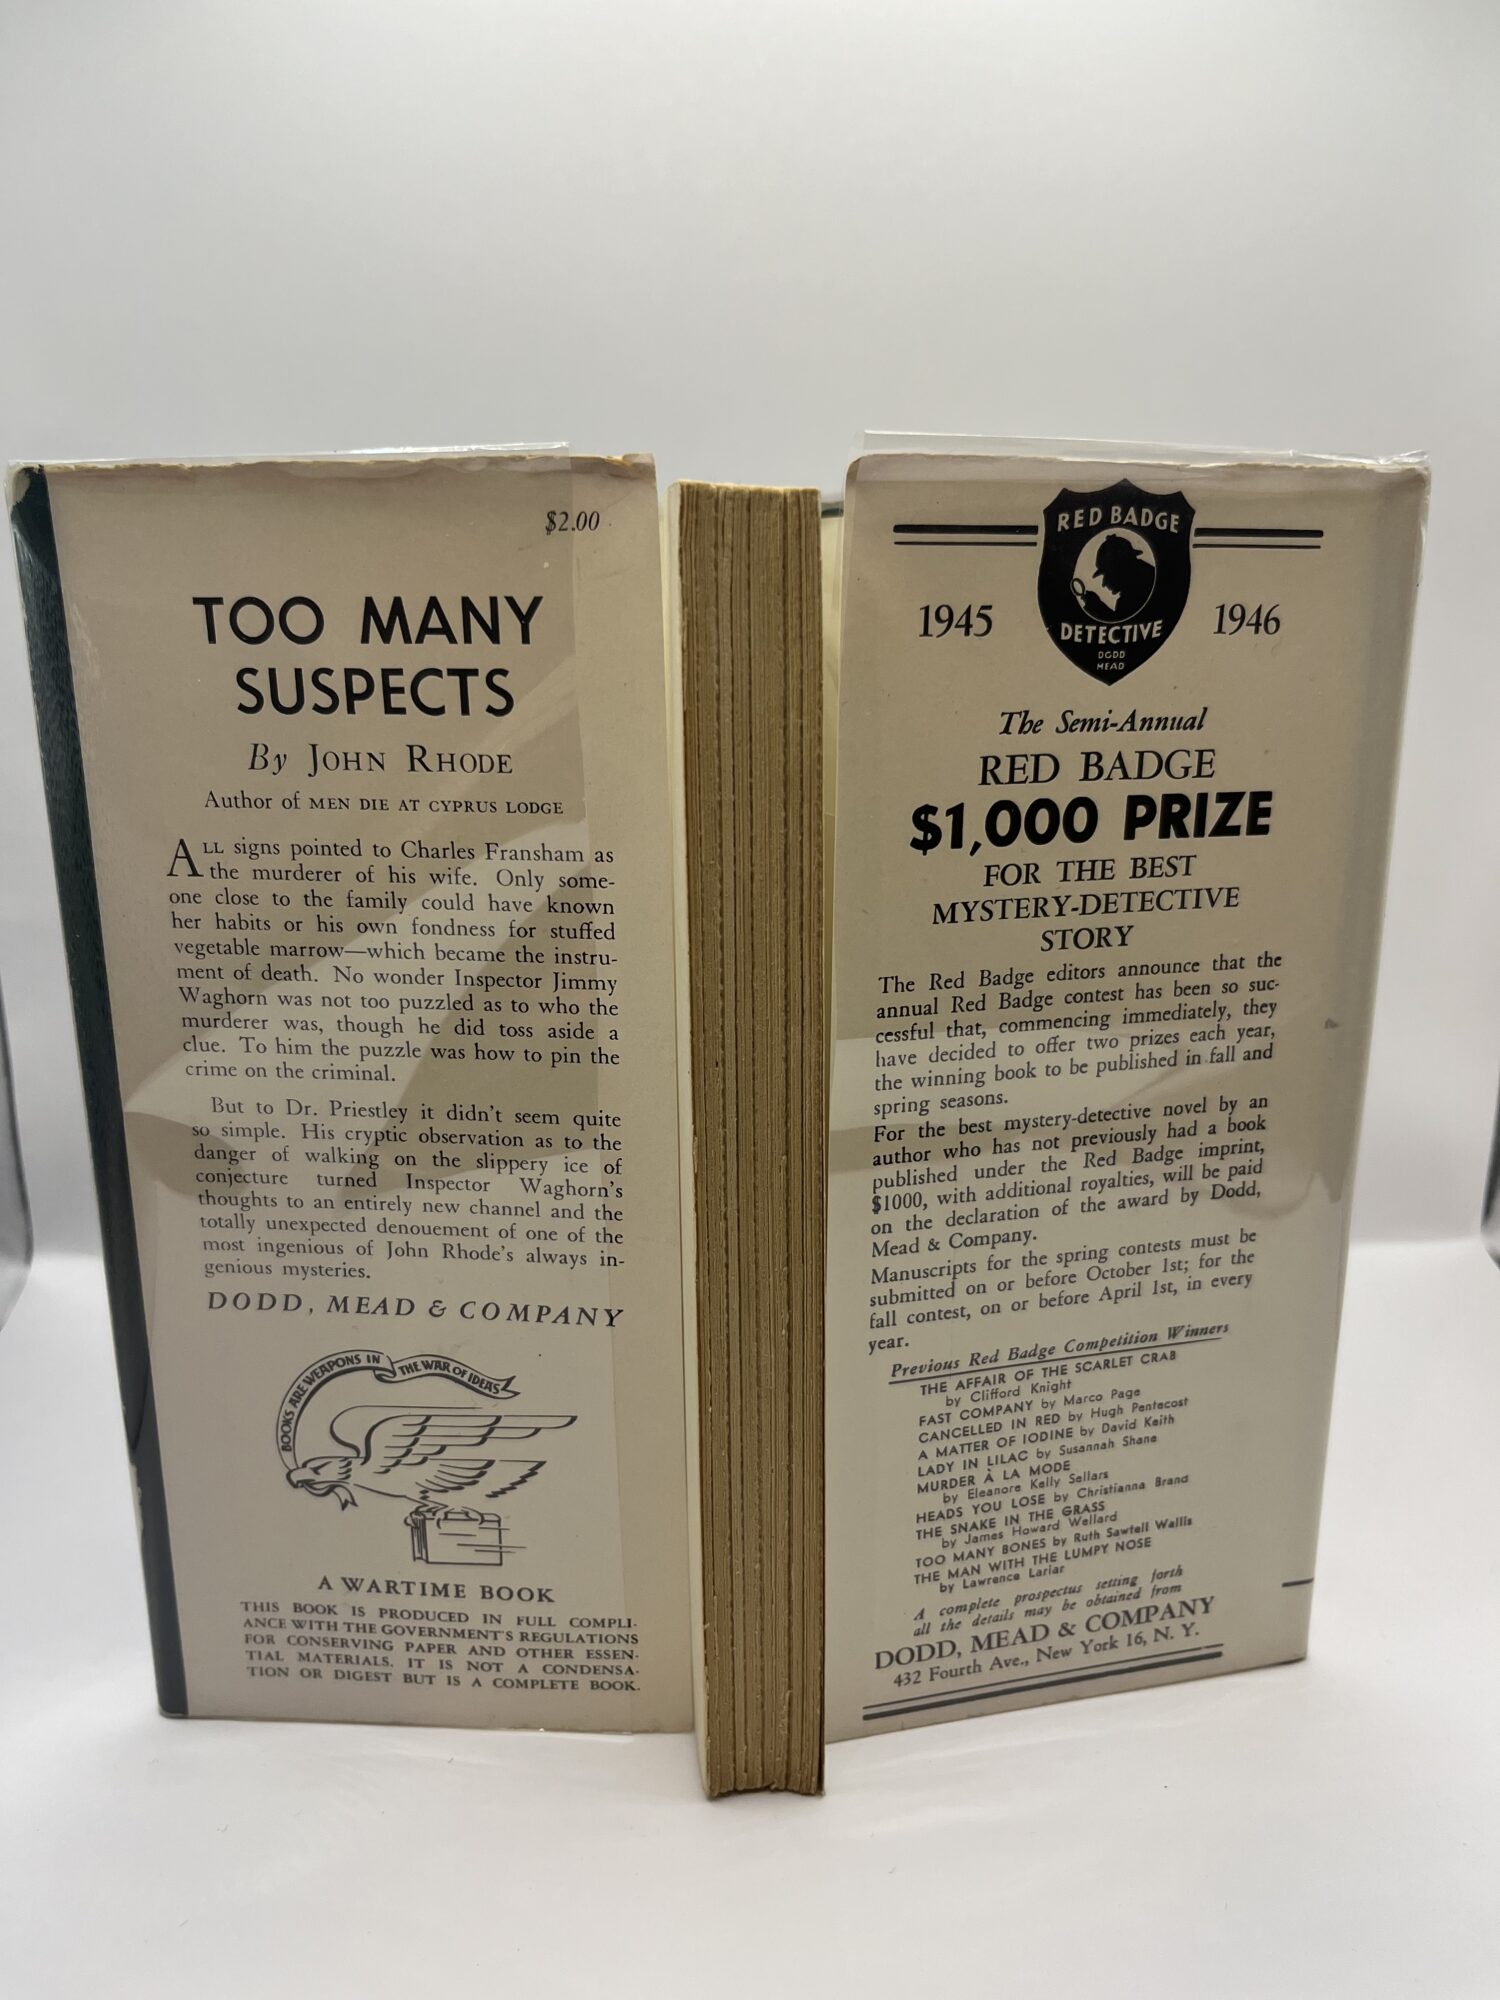 $2.00
TOO MANY
SUSPECTS
By JOHN RHODE
Author of MEN DIE AT CYPRUS LODGE
ALL signs pointed to Charles Fransham as
the murderer of his wife. Only some-
one close to the family could have known
her habits or his own fondness for stuffed
vegetable marrow—which became the instru-
ment of death. No wonder Inspector Jimmy
Waghorn was not too puzzled as to who the
murderer was, though he did toss aside a
clue. To him the puzzle was how to pin the
crime on the criminal.
But to Dr. Priestley it didn't seem quite
so simple. His cryptic observation as to the
danger of walking on the slippery ice of
conjecture turned Inspector Waghorn's
thoughts to an entirely new channel and the
totally unexpected denouement of one of the
most ingenious of John Rhode's always in-
genious mysteries.
DODD, MEAD & COMPANY
BOOKS ARE WEAPONS IN THE WAR OF IDEAS
A WARTIME BOOK
THIS BOOK IS PRODUCED IN FULL COMPLI-
ANCE WITH THE GOVERNMENT'S REGULATIONS
FOR CONSERVING PAPER AND OTHER ESSEN-
TIAL MATERIALS. IT IS NOT A CONDENSA-
TION OR DIGEST BUT IS A COMPLETE BOOK.
RED BADGE
DETECTIVE
DODD
MEAD
1945 1946
The Semi-Annual
RED BADGE
$1,000 PRIZE
FOR THE BEST
MYSTERY-DETECTIVE
STORY
The Red Badge editors announce that the
annual Red Badge contest has been so suc-
cessful that, commencing immediately, they
have decided to offer two prizes each year,
the winning book to be published in fall and
spring seasons.
For the best mystery-detective novel by an
author who has not previously had a book
published under the Red Badge imprint,
$1000, with additional royalties, will be paid
on the declaration of the award by Dodd,
Mead & Company.
Manuscripts for the spring contests must be
submitted on or before October 1st; for the
fall contest, on or before April 1st, in every
year.
Previous Red Badge Competition Winners
THE AFFAIR OF THE SCARLET CRAB
by Clifford Knight
FAST COMPANY by Marco Page
CANCELLED IN RED by Hugh Pentecost
A MATTER OF IODINE by David Keith
LADY IN LILAC by Susannah Shane
MURDER À LA MODE
by Eleanore Kelly Sellars
HEADS YOU LOSE by Christianna Brand
THE SNAKE IN THE GRASS
by James Howard Wellard
TOO MANY BONES by Ruth Sawtell Wallis
THE MAN WITH THE LUMPY NOSE
by Lawrence Lariar
A complete prospectus setting forth
all the details may be obtained from
DODD, MEAD & COMPANY
432 Fourth Ave., New York 16, N. Y.